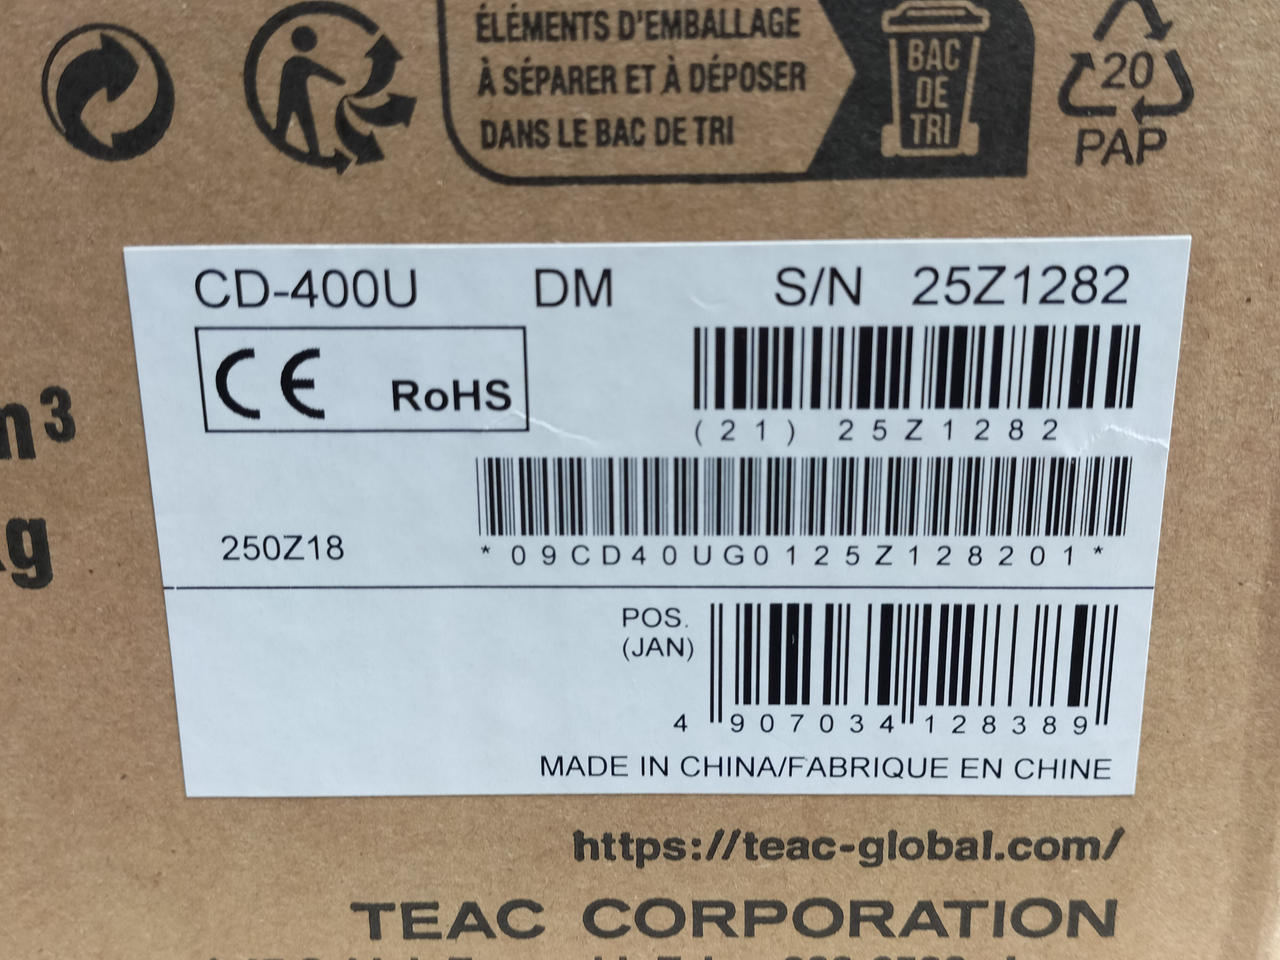 ÉLÉMENTS D'EMBALLAGE
À SÉPARER ET À DÉPOSER
DANS LE BAC DE TRI
BAC
DE
TRI
20
PAP
CD-400U DM S/N 25Z1282
CE RoHS
(21) 25Z1282
250Z18
*09CD40UG0125Z128201*
POS.
(JAN)
4 907034 128389
MADE IN CHINA/FABRIQUE EN CHINE
https://teac-global.com/
TEAC CORPORATION